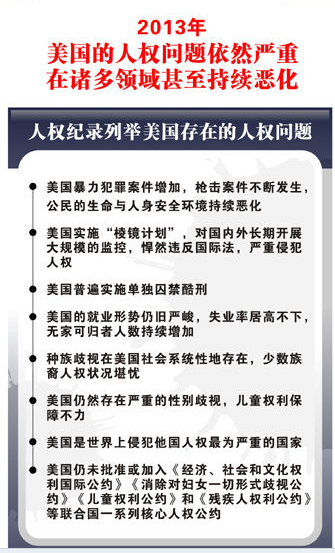 2013年
美国的人权问题依然严重
在诸多领域甚至持续恶化
人权纪录列举美国存在的人权问题
美国暴力犯罪案件增加，枪击案件不断发生，
公民的生命与人身安全环境持续恶化
美国实施“棱镜计划”，对国内外长期开展
大规模的监控，悍然违反国际法，严重侵犯
人权
美国普遍实施单独囚禁酷刑
美国的就业形势仍旧严峻，失业率居高不下，
无家可归者人数持续增加
种族歧视在美国社会系统性地存在，少数族
裔人权状况堪忧
美国仍然存在严重的性别歧视，儿童权利保
障不力
美国是世界上侵犯他国人权最为严重的国家
美国仍未批准或加入《经济、社会和文化权
利国际公约》《消除对妇女一切形式歧视公
约》《儿童权利公约》和《残疾人权利公约》
等联合国一系列核心人权公约